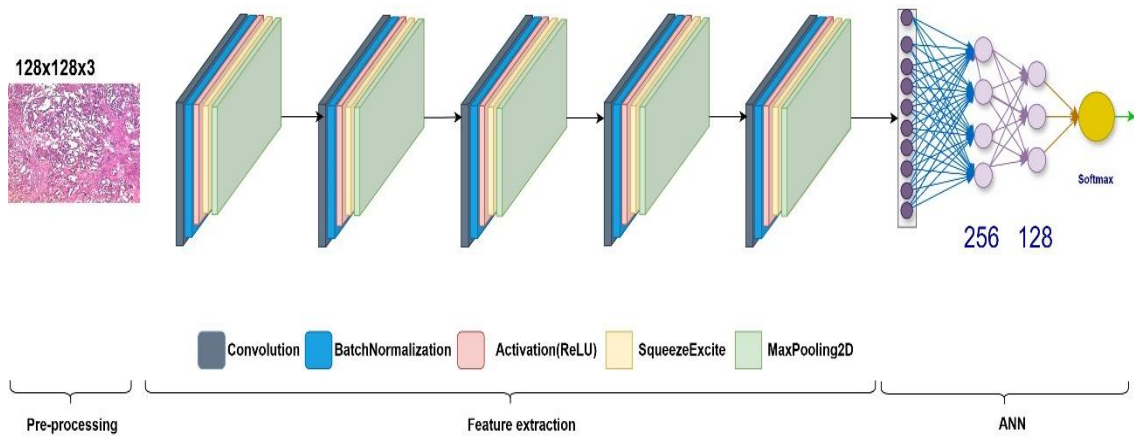 128x128x3
Softmax
256 128
Convolution BatchNormalization Activation(ReLU) SqueezeExcite MaxPooling2D
Pre-processing Feature extraction ANN